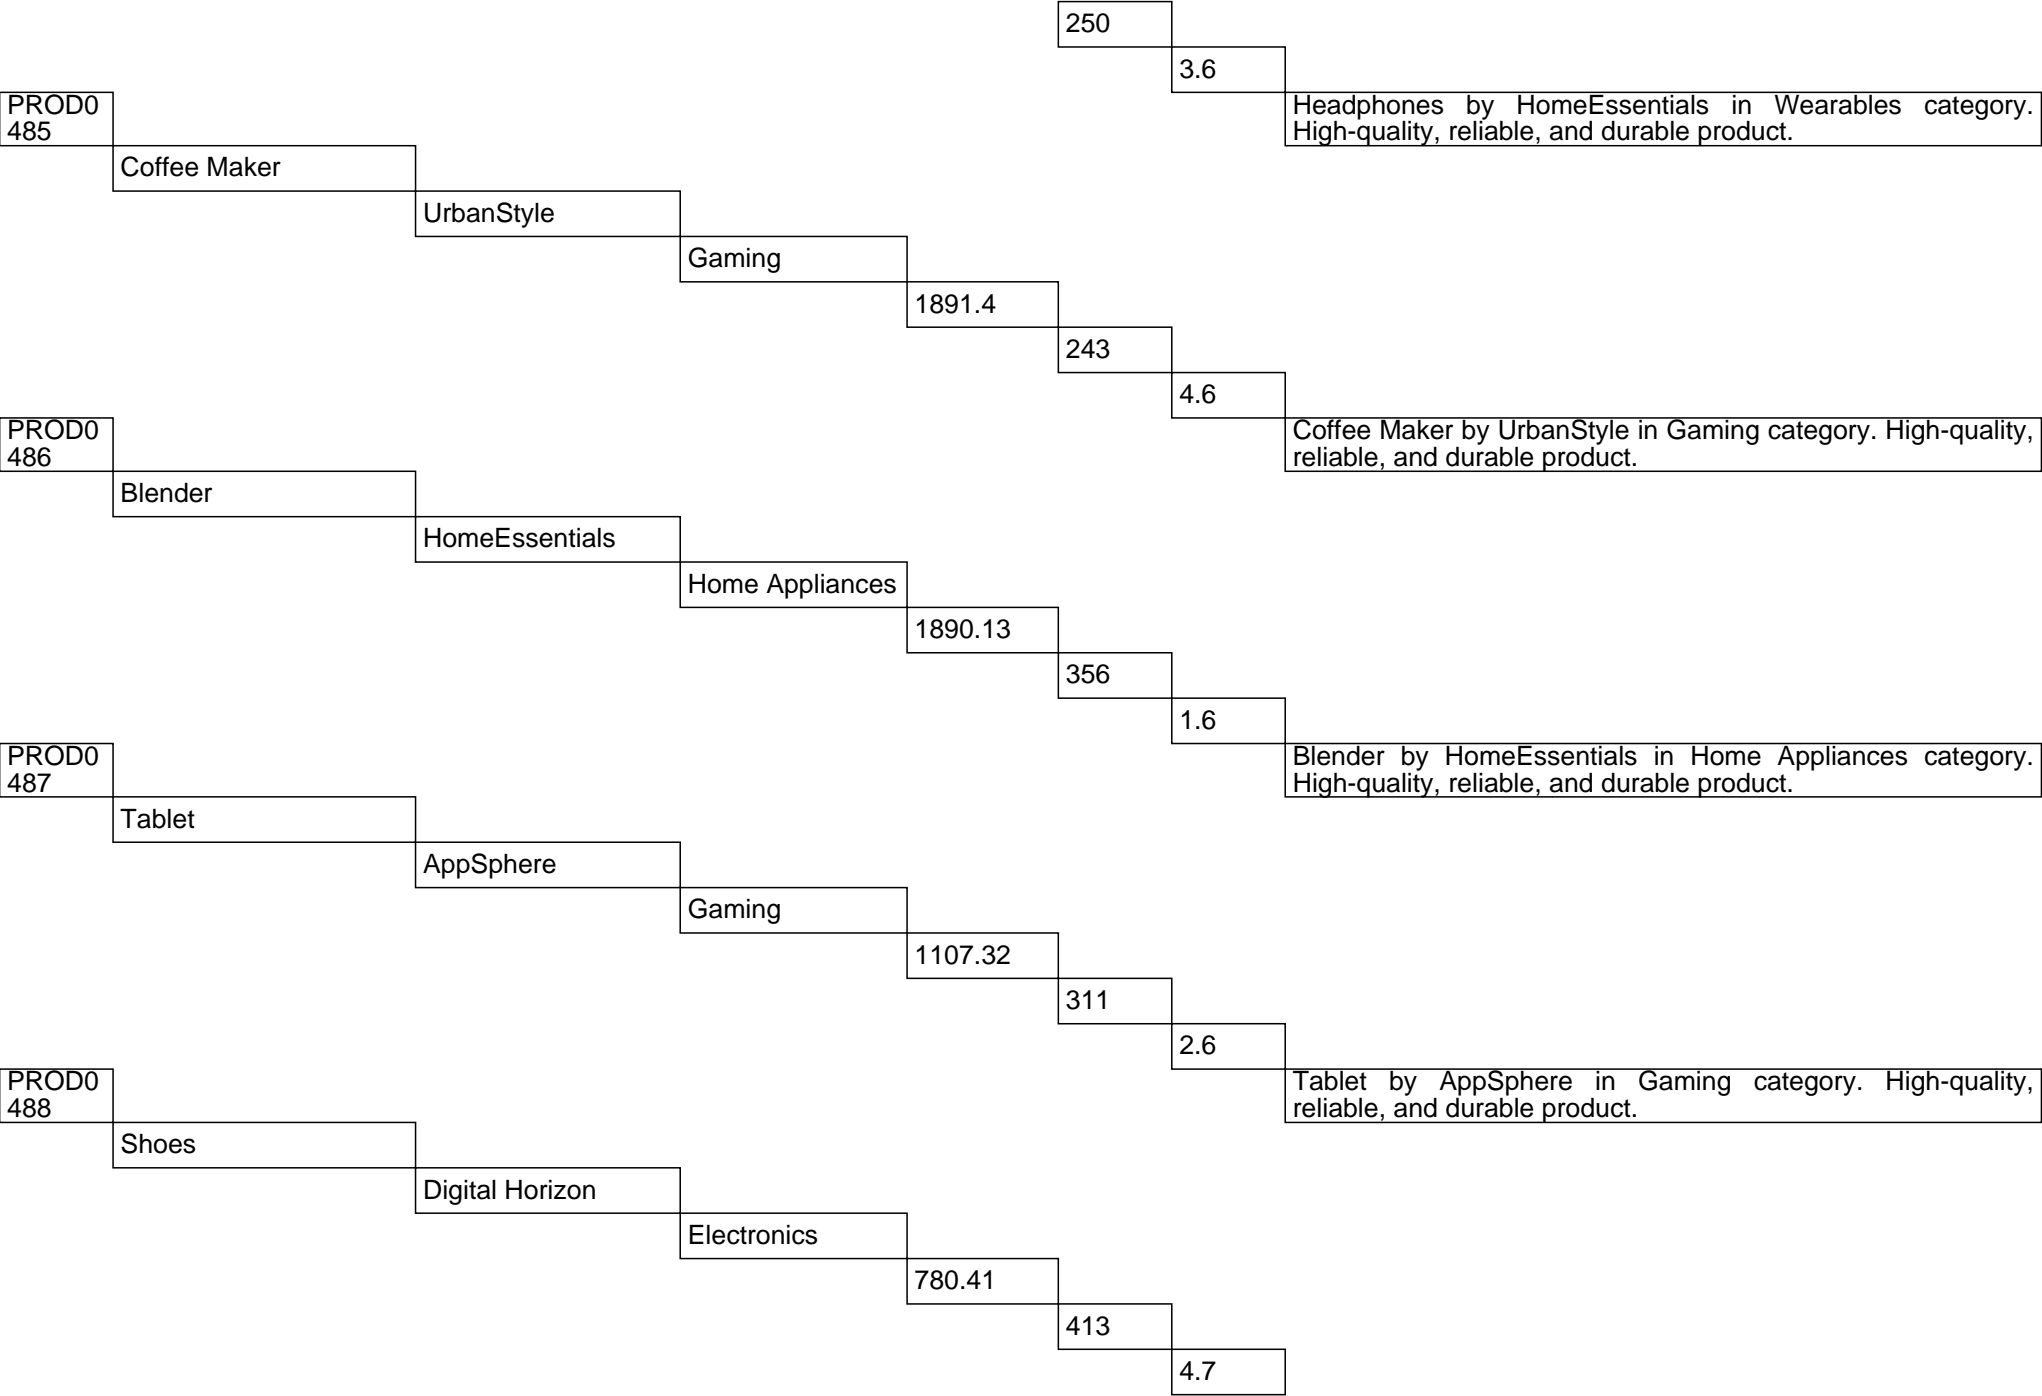 250
3.6
Headphones by HomeEssentials in Wearables category.
High-quality, reliable, and durable product.
PROD0
485
Coffee Maker
UrbanStyle
Gaming
1891.4
243
4.6
Coffee Maker by UrbanStyle in Gaming category. High-quality,
reliable, and durable product.
PROD0
486
Blender
HomeEssentials
Home Appliances
1890.13
356
1.6
Blender by HomeEssentials in Home Appliances category.
High-quality, reliable, and durable product.
PROD0
487
Tablet
AppSphere
Gaming
1107.32
311
2.6
Tablet by AppSphere in Gaming category. High-quality,
reliable, and durable product.
PROD0
488
Shoes
Digital Horizon
Electronics
780.41
413
4.7